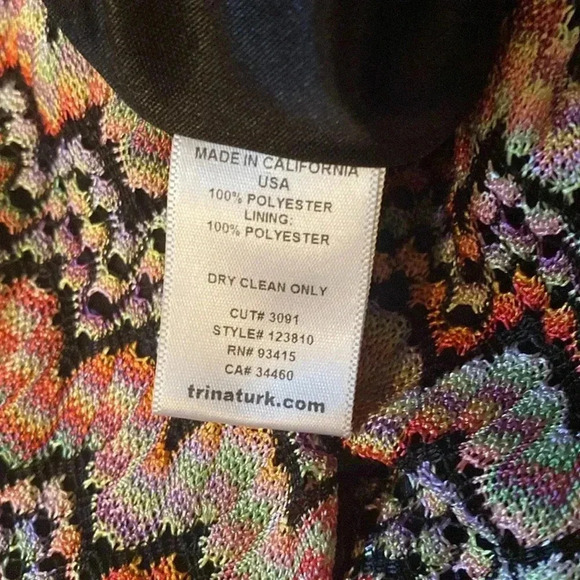 MADE IN CALIFORNIA
USA
100% POLYESTER
LINING:
100% POLYESTER
DRY CLEAN ONLY
CUT# 3091
STYLE# 123810
RN# 93415
CA# 34460
trinaturk.com